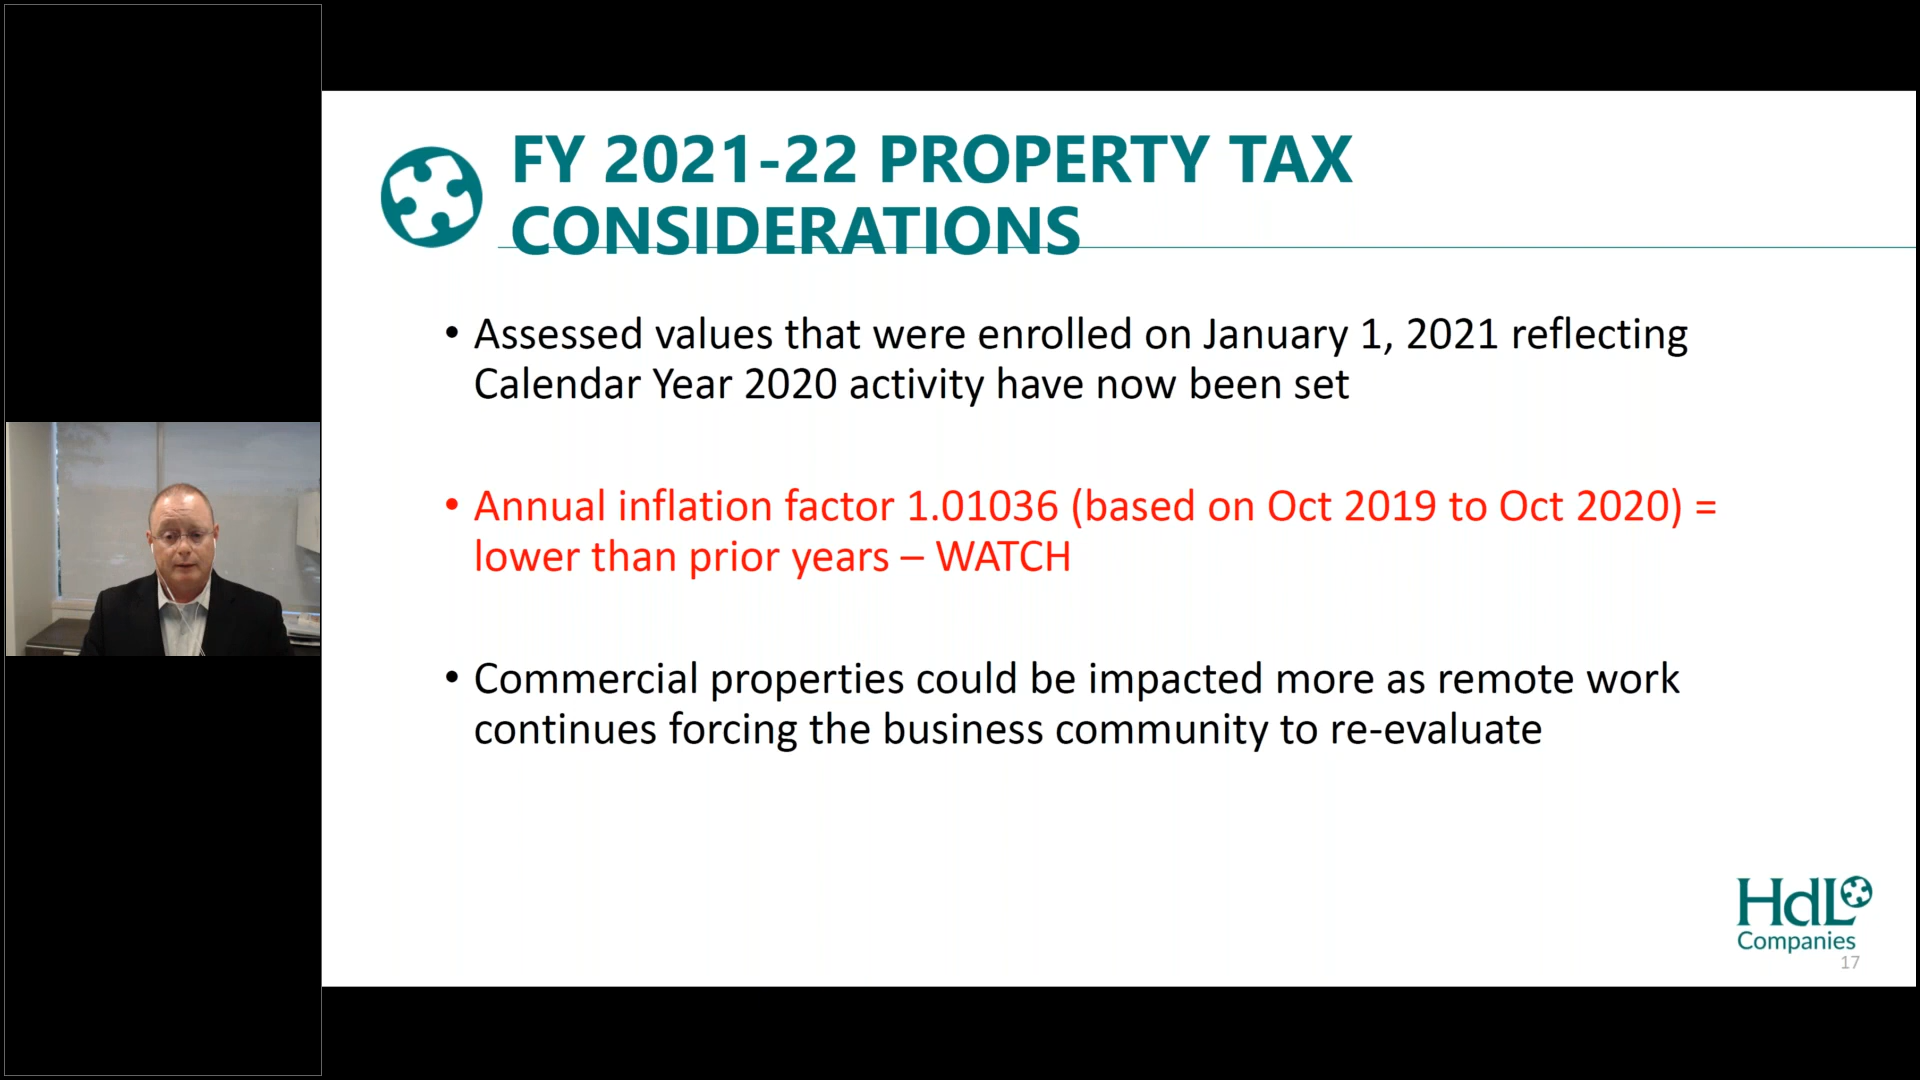 FY 2021-22 PROPERTY TAX
CONSIDERATIONS
• Assessed values that were enrolled on January 1, 2021 reflecting
Calendar Year 2020 activity have now been set
• Annual inflation factor 1.01036 (based on Oct 2019 to Oct 2020) =
lower than prior years – WATCH
• Commercial properties could be impacted more as remote work
continues forcing the business community to re-evaluate
HdL
Companies
17